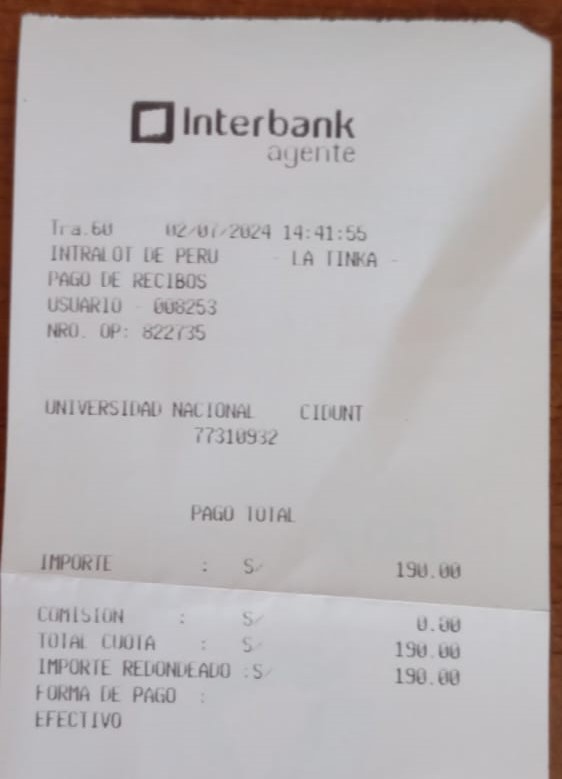 Interbank
agente
Tra.60 02/07/2024 14:41:55
INTRALOT DE PERU - LA TINKA -
PAGO DE RECIBOS
USUARIO - 008253
NRO. OP: 822735
UNIVERSIDAD NACIONAL CIDUNT
77310932
PAGO TOTAL
IMPORTE : S/ 190.00
COMISION : S/ 0.00
TOTAL CUOTA : S/ 190.00
IMPORTE REDONDEADO :S/ 190.00
FORMA DE PAGO :
EFECTIVO